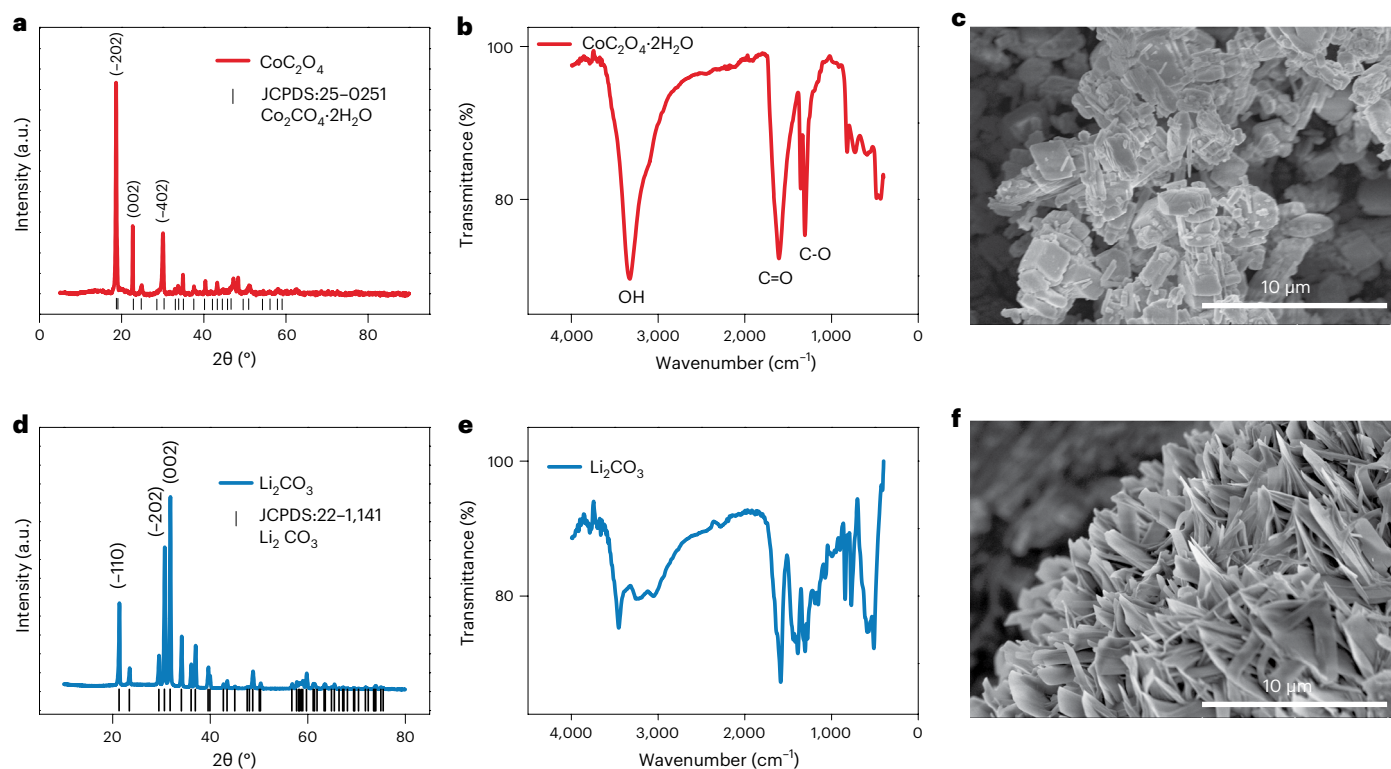 a
Intensity (a.u.)
(−202)
(002)
(−402)
CoC₂O₄
JCPDS:25–0251
Co₂CO₄·2H₂O
0
20
40
60
80
2θ (°)
b
Transmittance (%)
100
80
CoC₂O₄·2H₂O
OH
C=O
C-O
4,000
3,000
2,000
1,000
0
Wavenumber (cm⁻¹)
c
10 µm
d
Intensity (a.u.)
(−110)
(−202)
(002)
Li₂CO₃
JCPDS:22–1,141
Li₂ CO₃
20
40
60
80
2θ (°)
e
Transmittance (%)
100
80
Li₂CO₃
4,000
3,000
2,000
1,000
0
Wavenumber (cm⁻¹)
f
10 µm